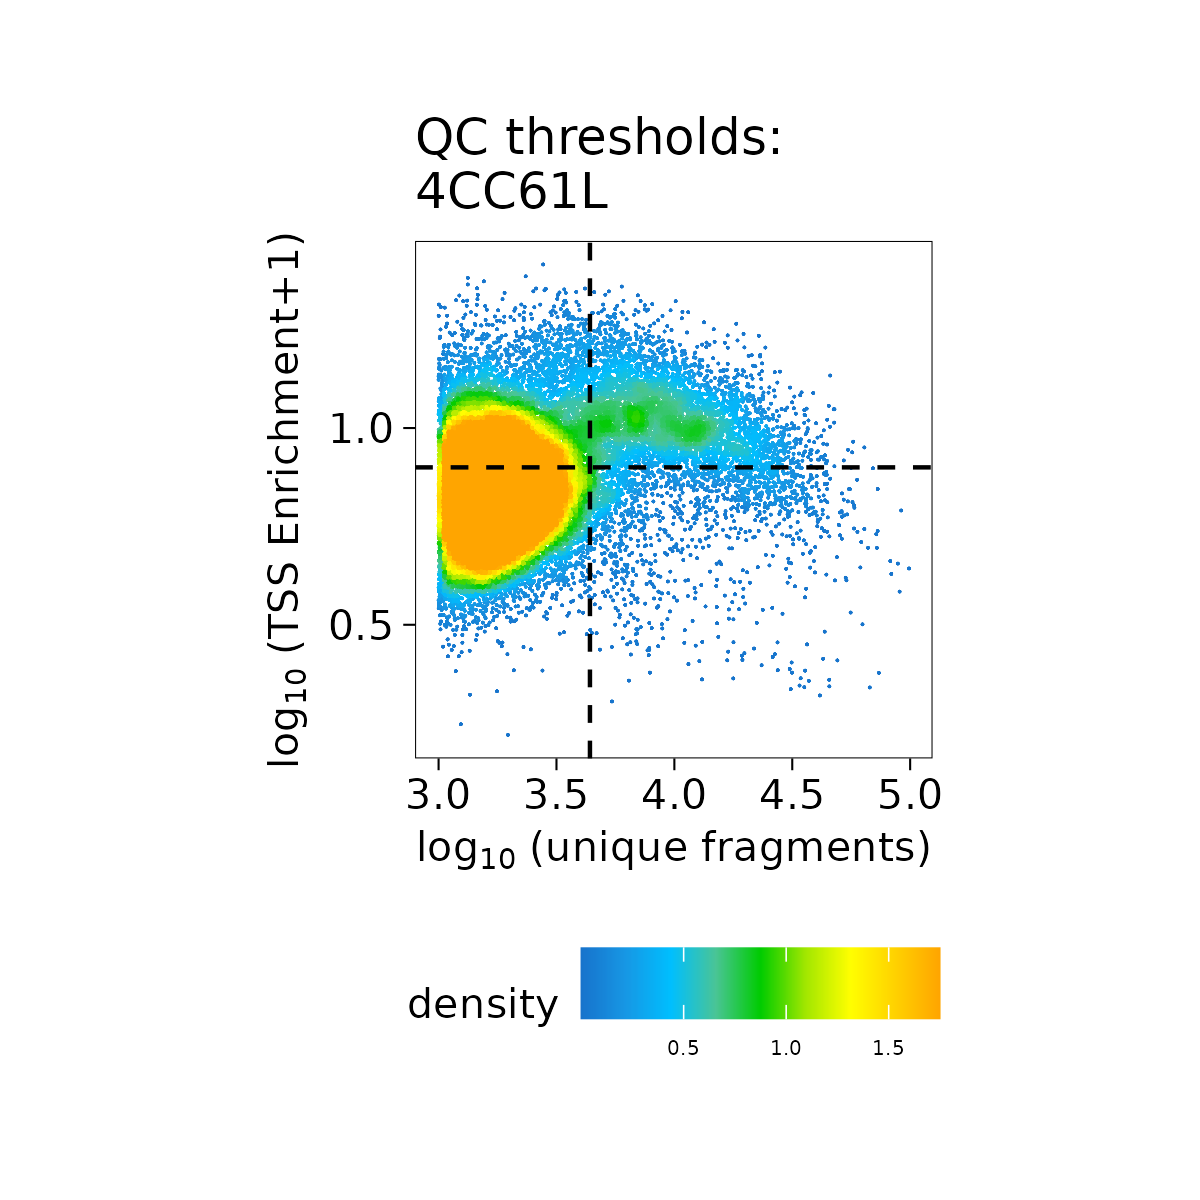 QC thresholds:
4CC61L
log10 (TSS Enrichment+1)
1.0
0.5
3.0 3.5 4.0 4.5 5.0
log10 (unique fragments)
density
0.5 1.0 1.5